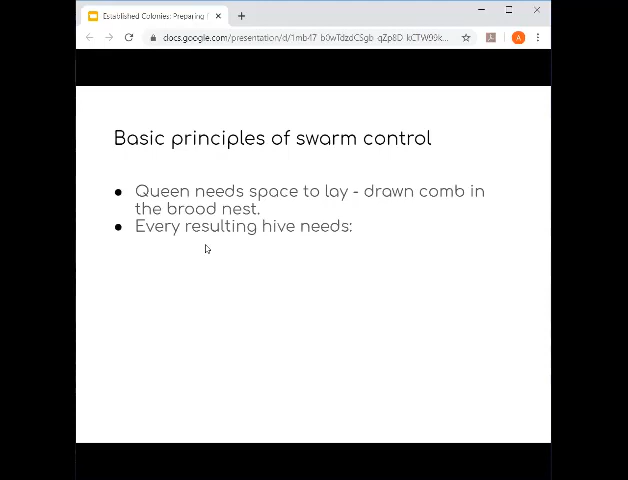 Established Colonies: Preparing
docs.google.com/presentation/d/1mb47
A
Basic principles of swarm control
Queen needs space to lay - drawn comb in
the brood nest.
Every resulting hive needs: